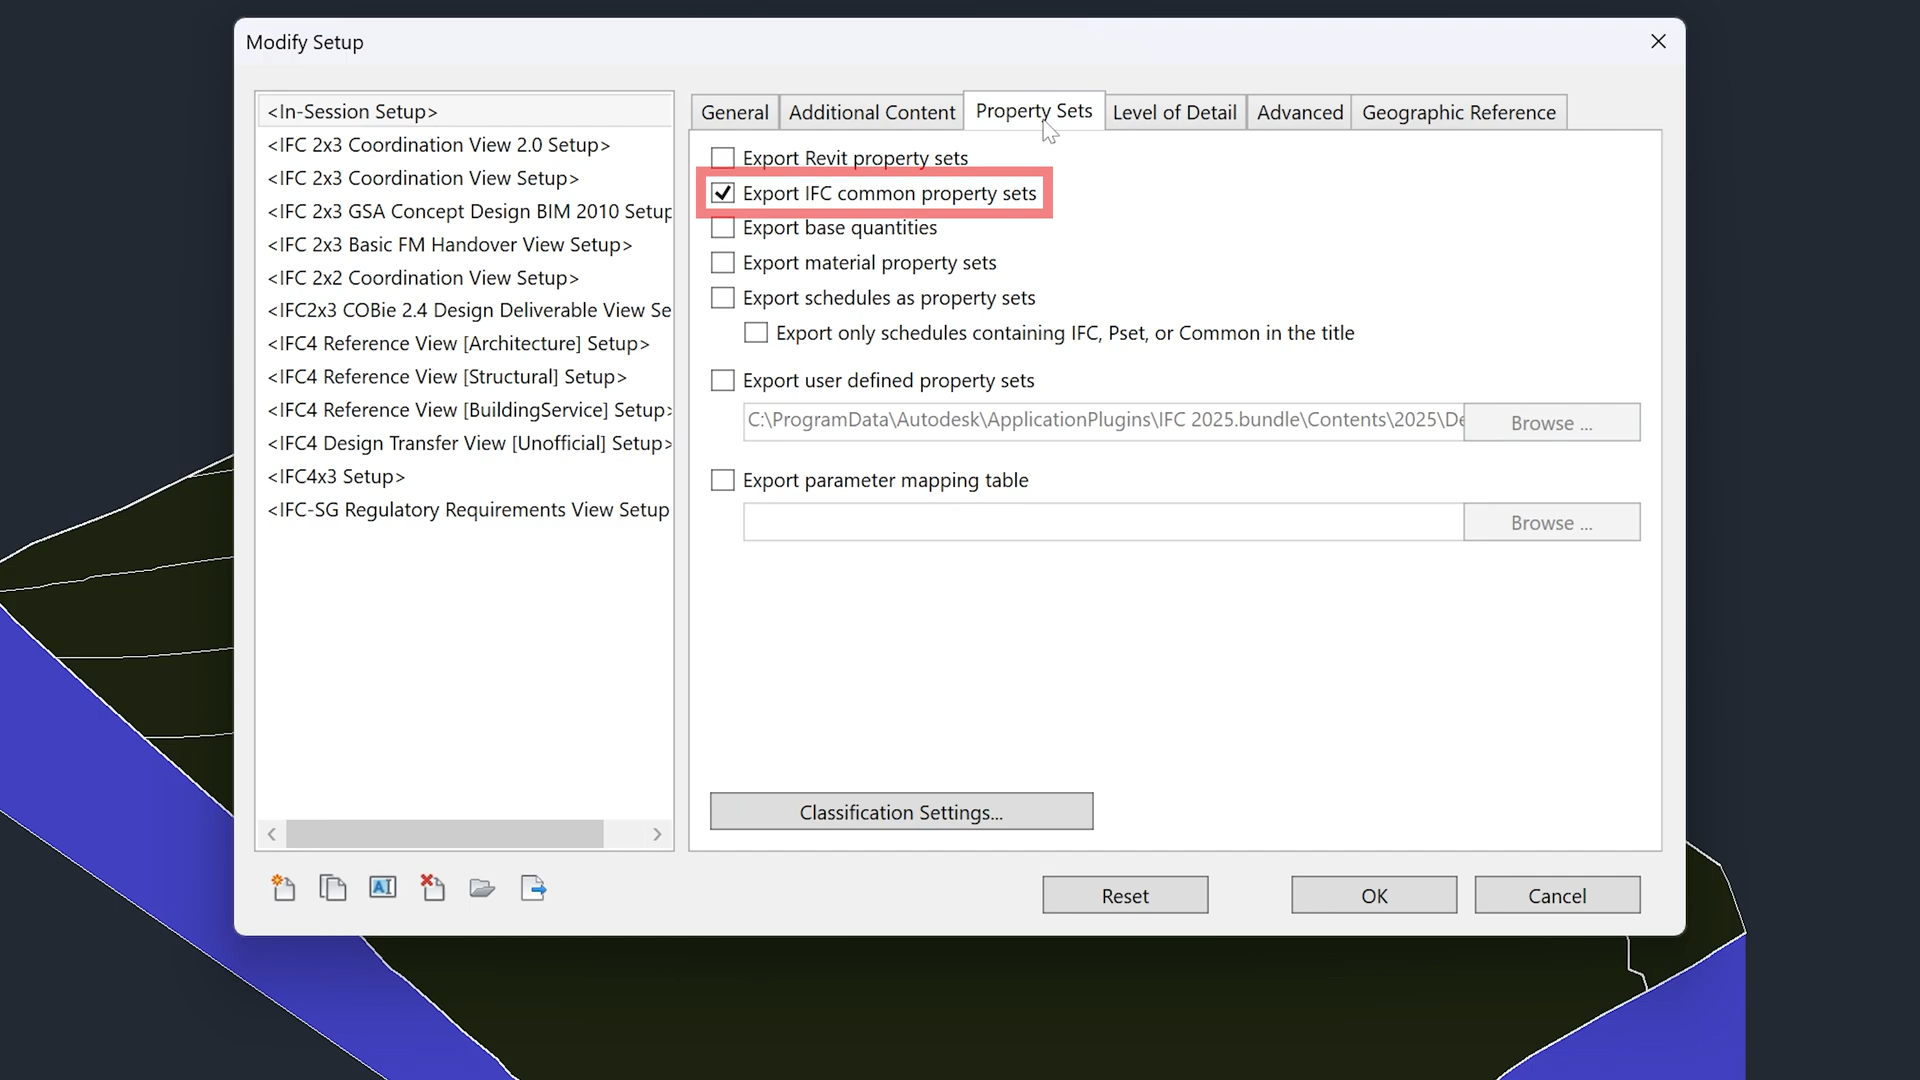 Modify Setup
<In-Session Setup>
<IFC 2x3 Coordination View 2.0 Setup>
<IFC 2x3 Coordination View Setup>
<IFC 2x3 GSA Concept Design BIM 2010 Setup
<IFC 2x3 Basic FM Handover View Setup>
<IFC 2x2 Coordination View Setup>
<IFC2x3 COBie 2.4 Design Deliverable View Se
<IFC4 Reference View [Architecture] Setup>
<IFC4 Reference View [Structural] Setup>
<IFC4 Reference View [BuildingService] Setup>
<IFC4 Design Transfer View [Unofficial] Setup>
<IFC4x3 Setup>
<IFC-SG Regulatory Requirements View Setup
General Additional Content Property Sets Level of Detail Advanced Geographic Reference
Export Revit property sets
Export IFC common property sets
Export base quantities
Export material property sets
Export schedules as property sets
Export only schedules containing IFC, Pset, or Common in the title
Export user defined property sets
C:\ProgramData\Autodesk\ApplicationPlugins\IFC 2025.bundle\Contents\2025\De Browse ...
Export parameter mapping table
Browse ...
Classification Settings...
Reset OK Cancel